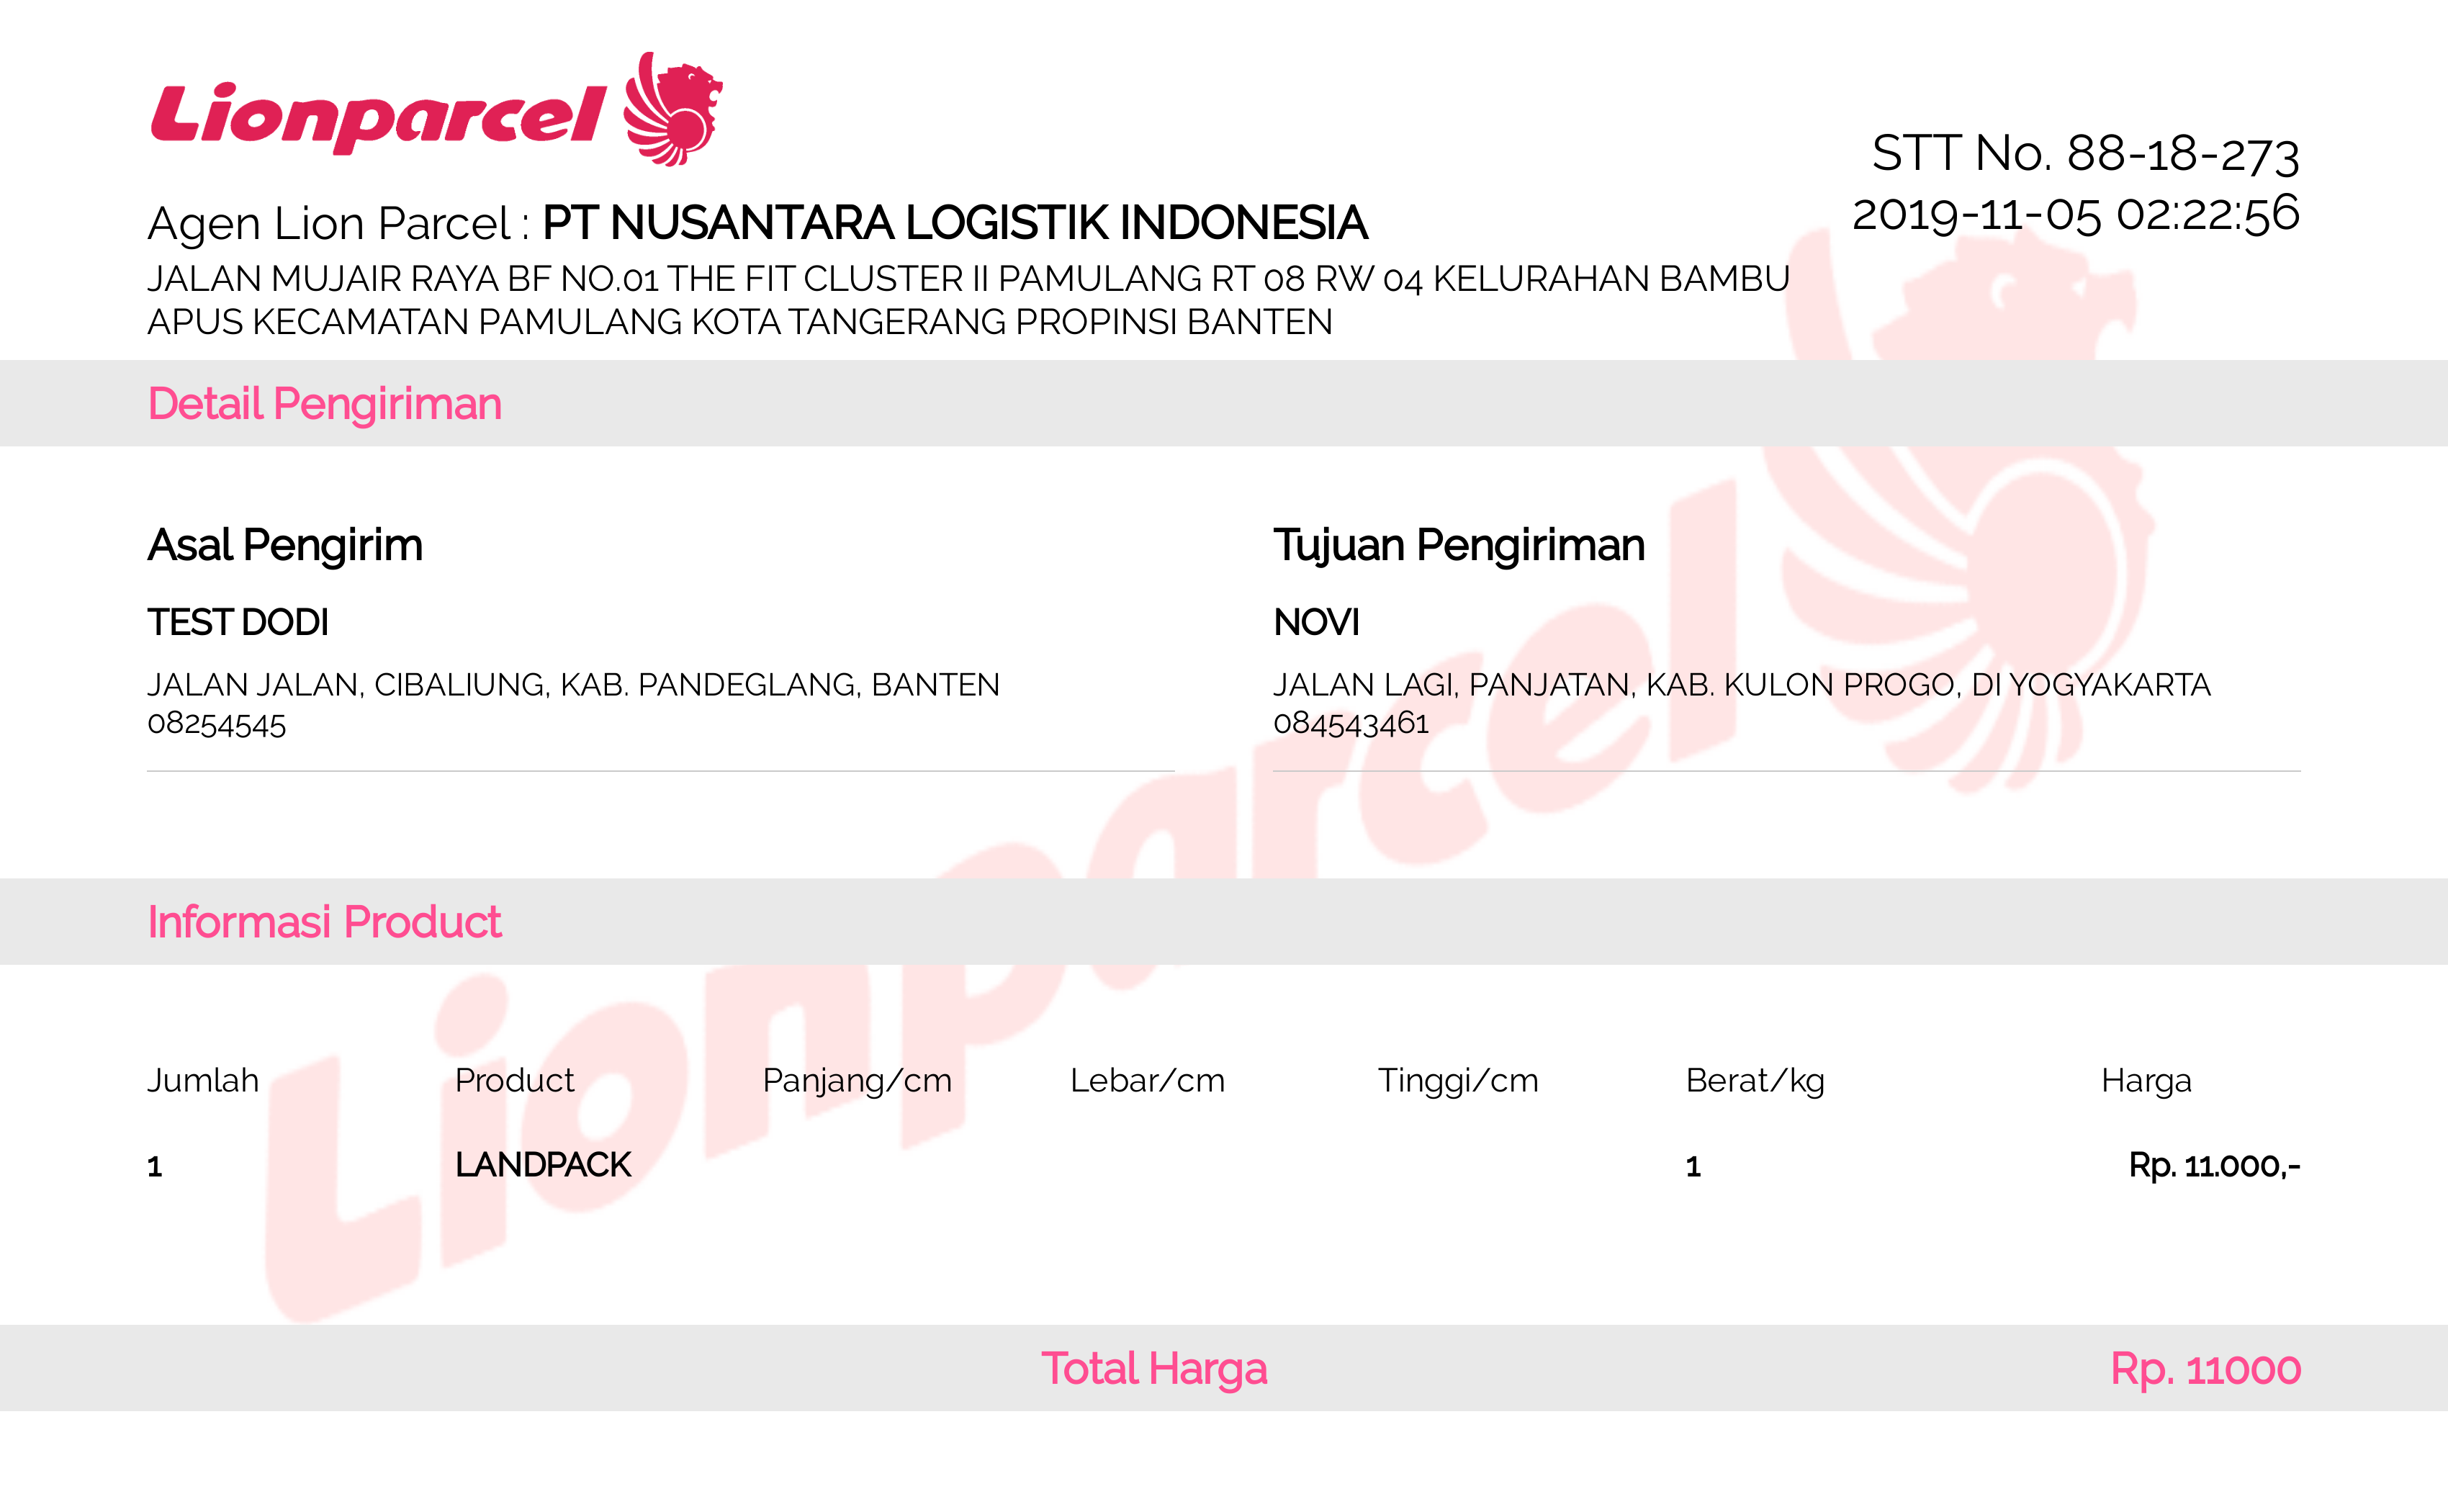 Lionparcel
STT No. 88-18-273
2019-11-05 02:22:56
Agen Lion Parcel : PT NUSANTARA LOGISTIK INDONESIA
JALAN MUJAIR RAYA BF NO.01 THE FIT CLUSTER II PAMULANG RT 08 RW 04 KELURAHAN BAMBU
APUS KECAMATAN PAMULANG KOTA TANGERANG PROPINSI BANTEN
Detail Pengiriman
Asal Pengirim
TEST DODI
JALAN JALAN, CIBALIUNG, KAB. PANDEGLANG, BANTEN
08254545
Tujuan Pengiriman
NOVI
JALAN LAGI, PANJATAN, KAB. KULON PROGO, DI YOGYAKARTA
084543461
Lionparcel
Informasi Product
Jumlah Product Panjang/cm Lebar/cm Tinggi/cm Berat/kg Harga
1 LANDPACK 1 Rp. 11.000,-
Total Harga Rp. 11000